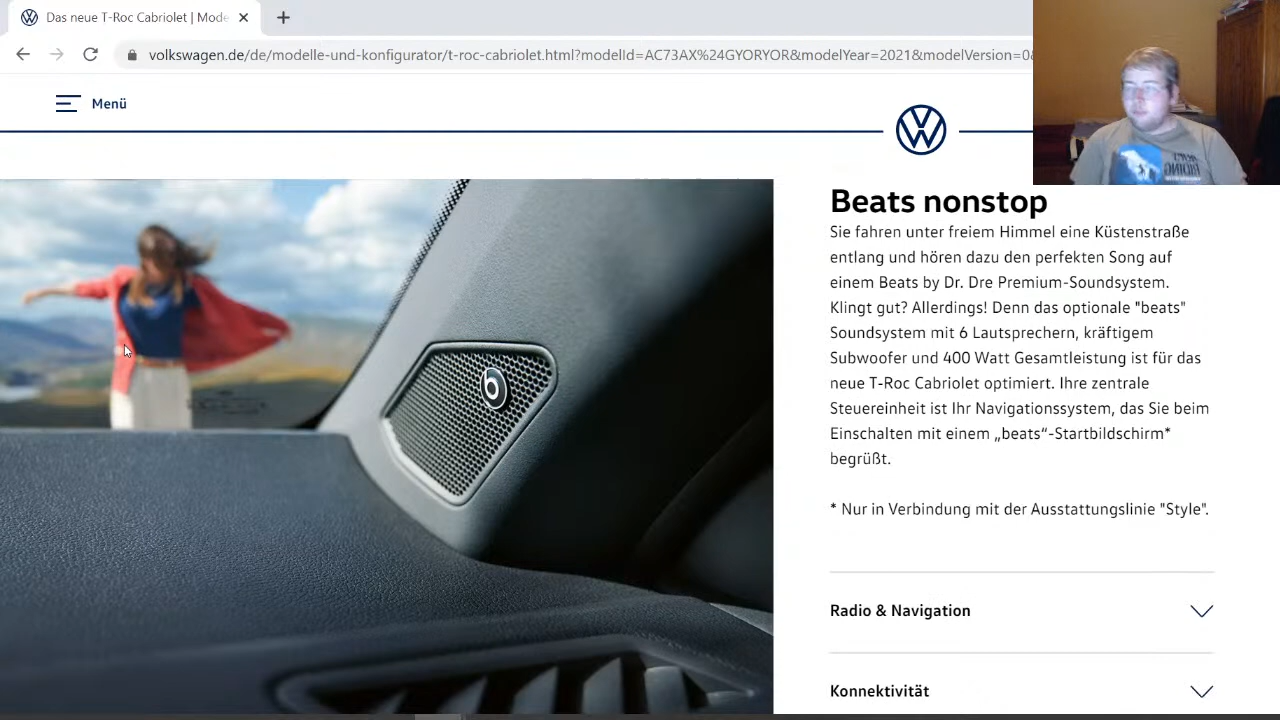 Das neue T-Roc Cabriolet | Mode
volkswagen.de/de/modelle-und-konfigurator/t-roc-cabriolet.html?modelId=AC73AX%24GYORYOR&modelYear=2021&modelVersion=0&
Menü
Beats nonstop
Sie fahren unter freiem Himmel eine Küstenstraße
entlang und hören dazu den perfekten Song auf
einem Beats by Dr. Dre Premium-Soundsystem.
Klingt gut? Allerdings! Denn das optionale "beats"
Soundsystem mit 6 Lautsprechern, kräftigem
Subwoofer und 400 Watt Gesamtleistung ist für das
neue T-Roc Cabriolet optimiert. Ihre zentrale
Steuereinheit ist Ihr Navigationssystem, das Sie beim
Einschalten mit einem „beats“-Startbildschirm*
begrüßt.
* Nur in Verbindung mit der Ausstattungslinie "Style".
Radio & Navigation
Konnektivität